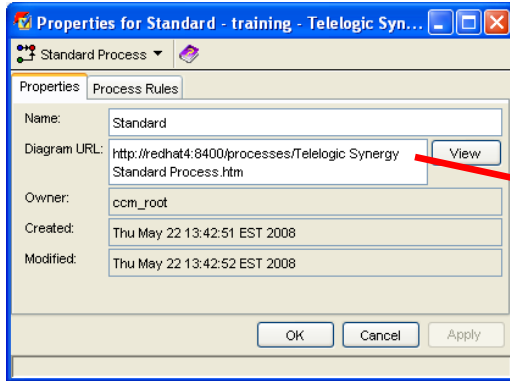 Properties for Standard - training - Telelogic Syn...
Standard Process
Properties Process Rules
Name: Standard
Diagram URL: http://redhat4:8400/processes/Telelogic Synergy View
Standard Process.htm
Owner: ccm_root
Created: Thu May 22 13:42:51 EST 2008
Modified: Thu May 22 13:42:52 EST 2008
OK Cancel Apply